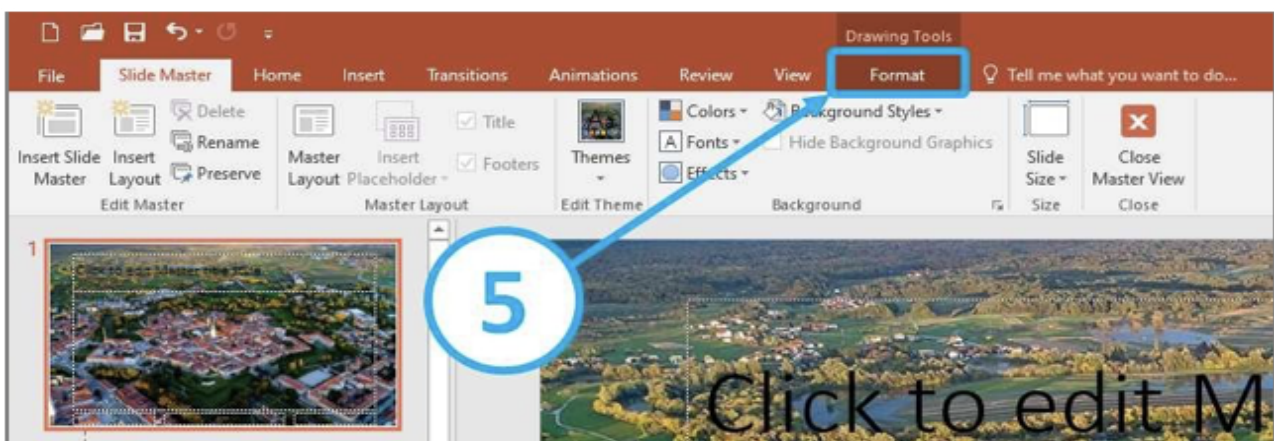 Drawing Tools
File Slide Master Home Insert Transitions Animations Review View Format Tell me what you want to do...
Insert Slide Master
Insert Layout
Delete
Rename
Preserve
Edit Master
Master Layout
Insert Placeholder
Title
Footers
Master Layout
Themes
Edit Theme
Colors
Fonts
Effects
Background Styles
Hide Background Graphics
Background
Slide Size
Size
Close Master View
Close
1
5
Click to edit M